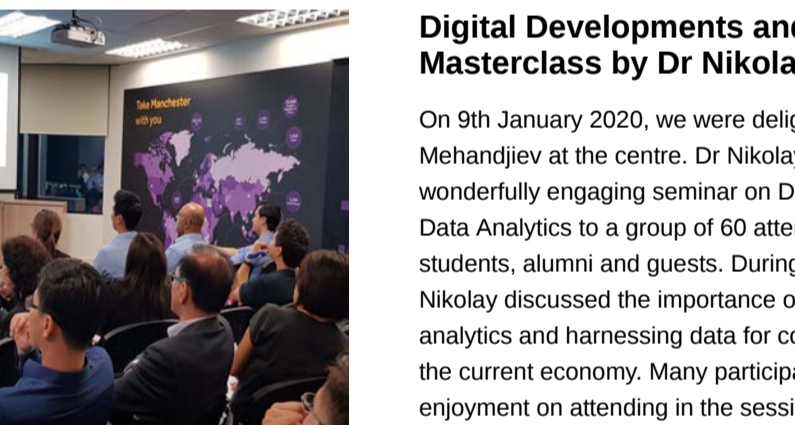 Take Manchester
with you
Digital Developments and
Masterclass by Dr Nikola
On 9th January 2020, we were delig
Mehandjiev at the centre. Dr Nikolay
wonderfully engaging seminar on D
Data Analytics to a group of 60 atte
students, alumni and guests. During
Nikolay discussed the importance o
analytics and harnessing data for co
the current economy. Many participa
enjoyment on attending in the sessi